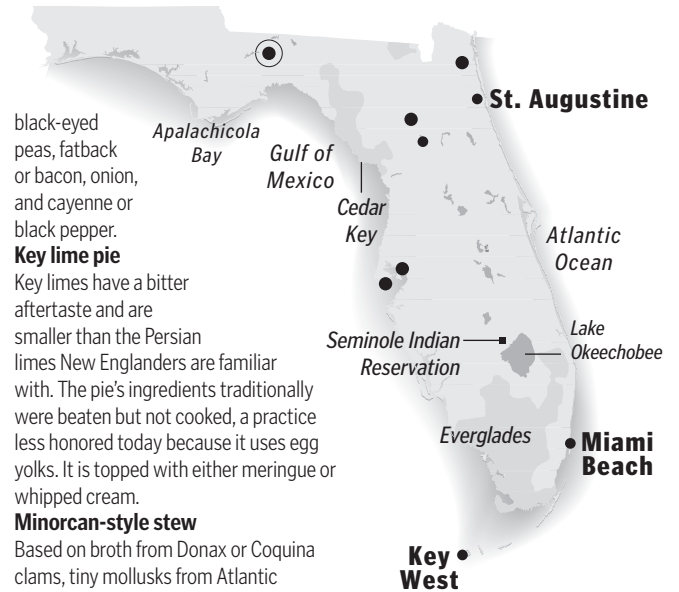 black-eyed
peas, fatback
or bacon, onion,
and cayenne or
black pepper.
Key lime pie
Key limes have a bitter
aftertaste and are
smaller than the Persian
limes New Englanders are familiar
with. The pie's ingredients traditionally
were beaten but not cooked, a practice
less honored today because it uses egg
yolks. It is topped with either meringue or
whipped cream.
Minorcan-style stew
Based on broth from Donax or Coquina
clams, tiny mollusks from Atlantic
St. Augustine
Apalachicola
Bay
Gulf of
Mexico
Cedar
Key
Atlantic
Ocean
Seminole Indian
Reservation
Lake
Okeechobee
Everglades
Miami
Beach
Key
West